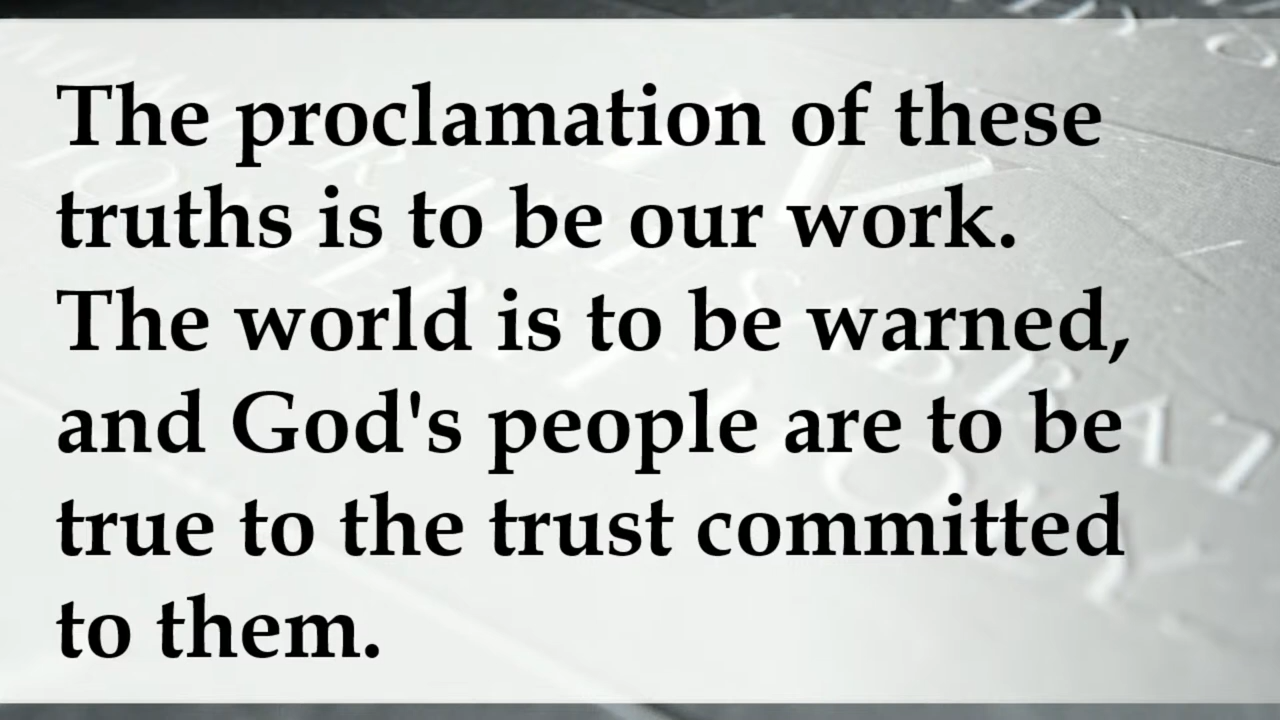 The proclamation of these
truths is to be our work.
The world is to be warned,
and God's people are to be
true to the trust committed
to them.